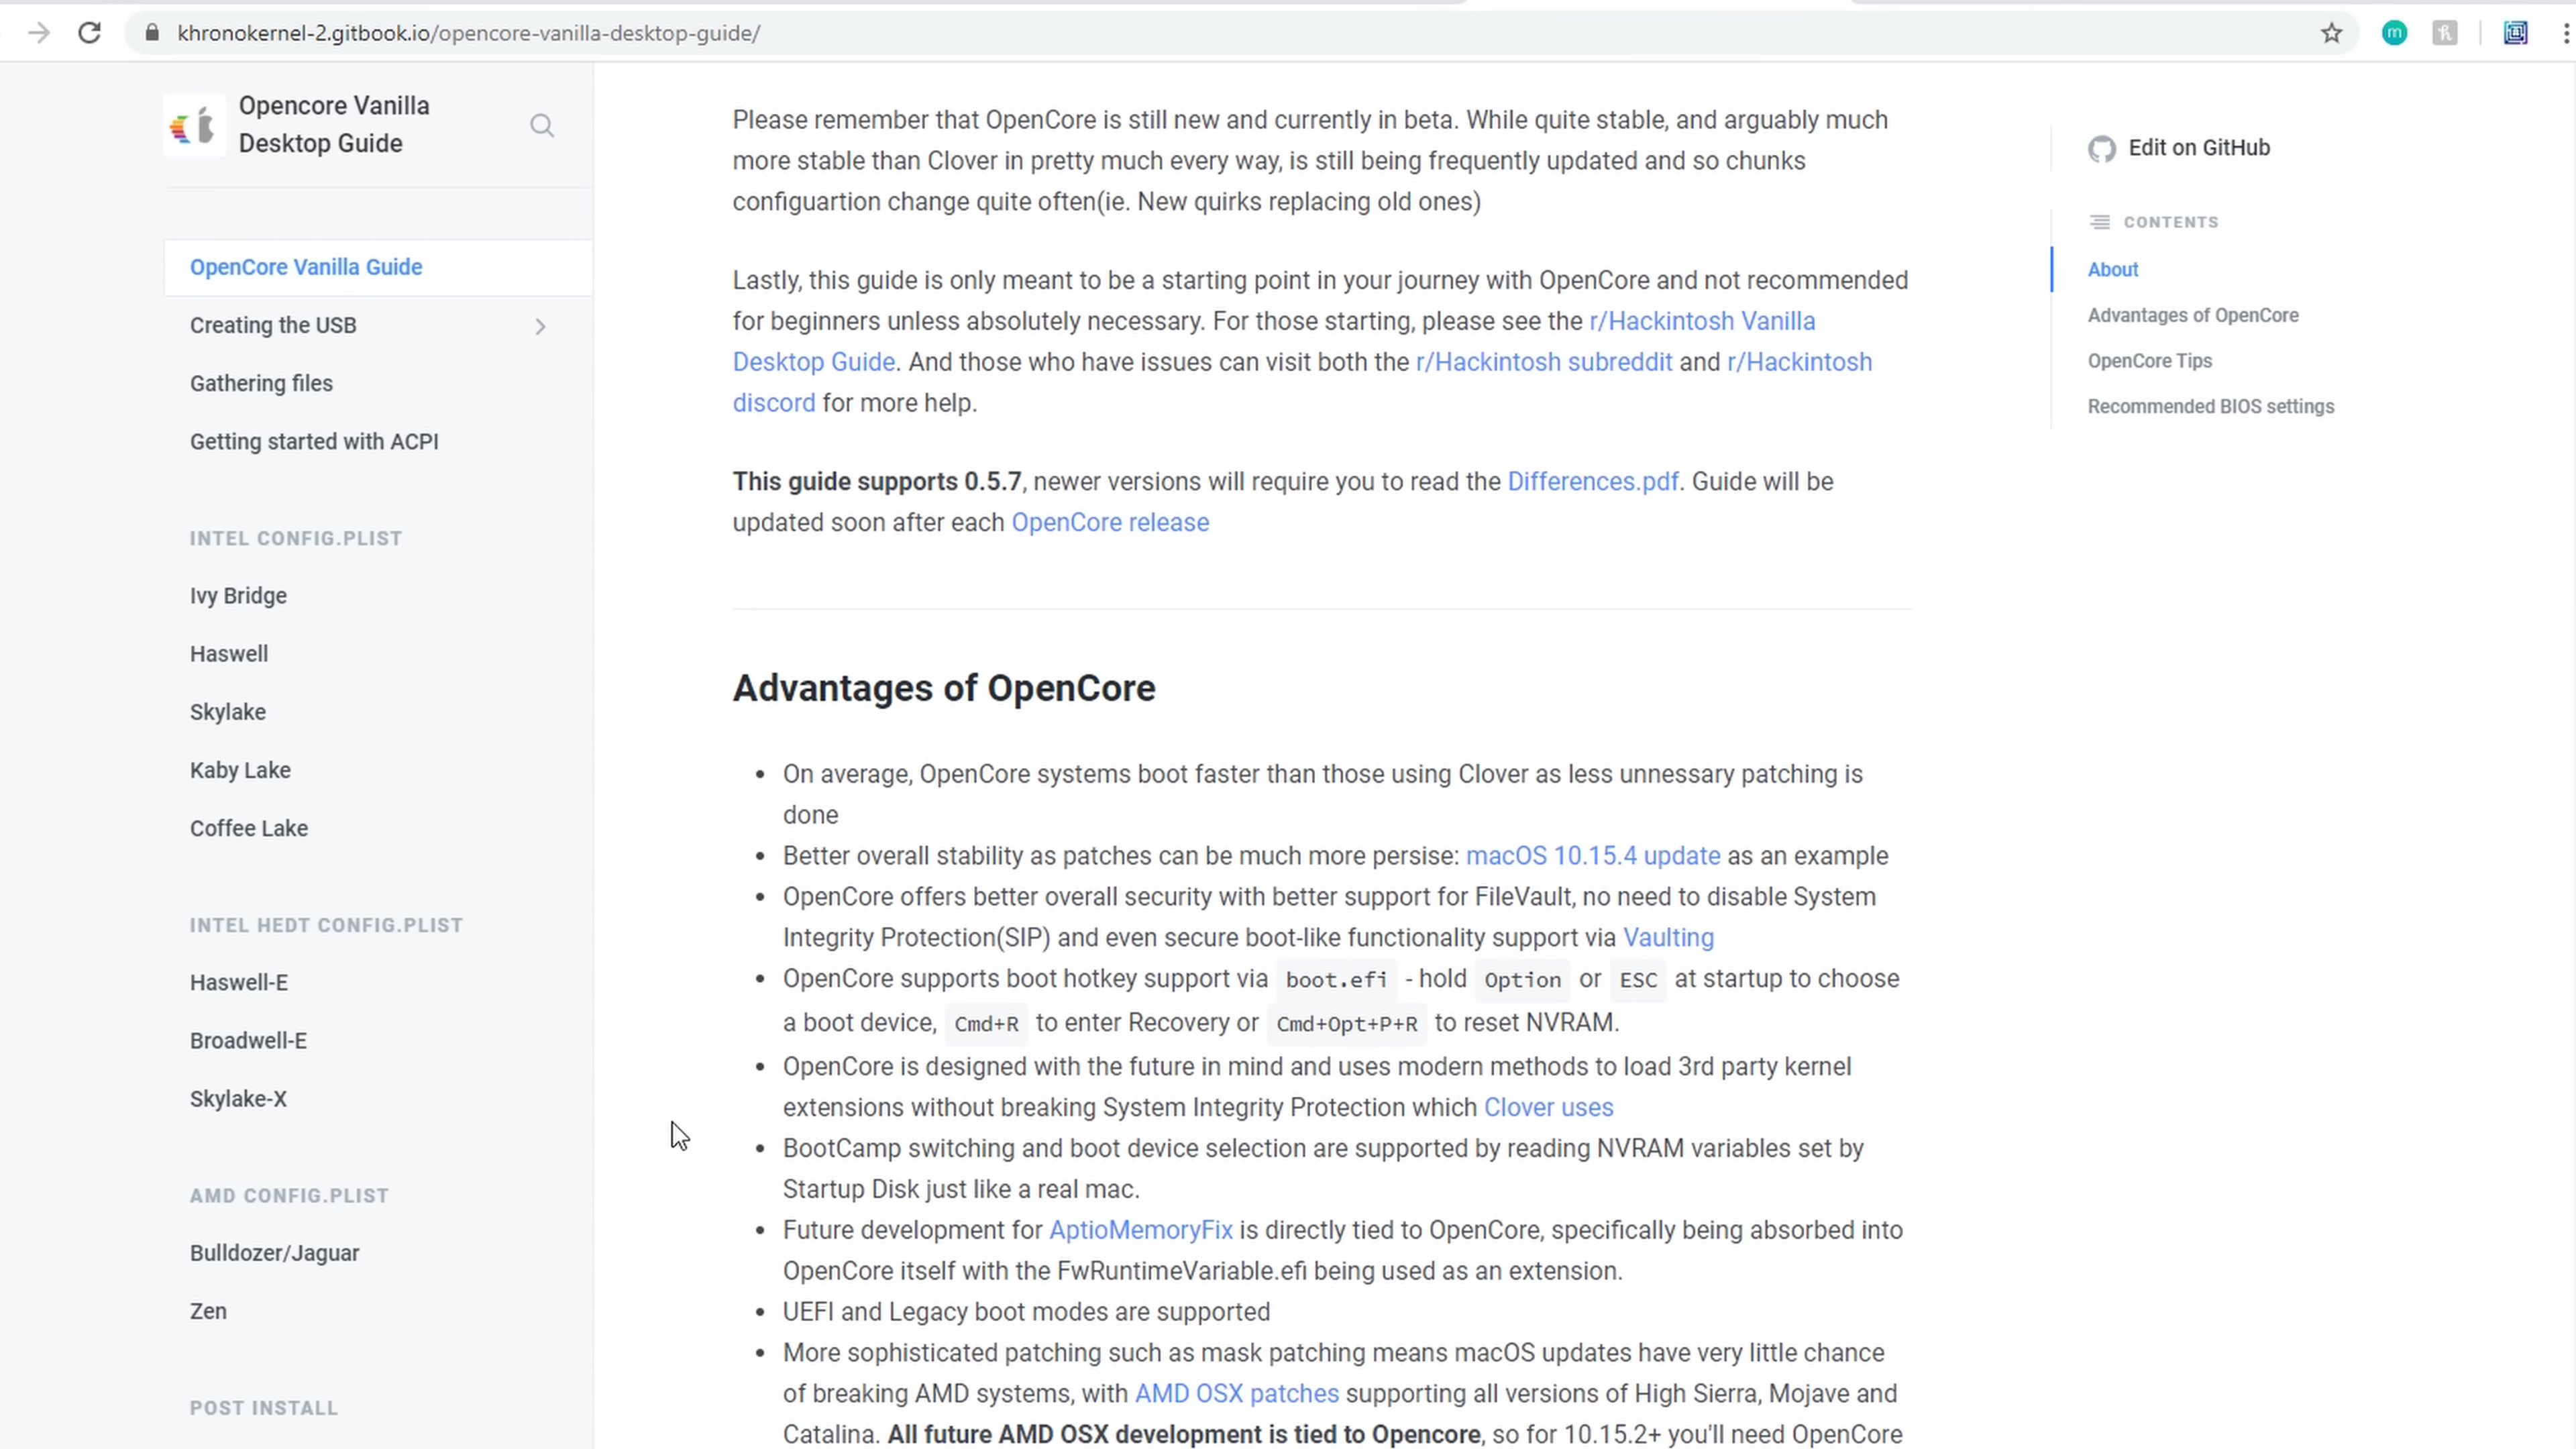 khronokernel-2.gitbook.io/opencore-vanilla-desktop-guide/
m
h
Opencore Vanilla
Desktop Guide
OpenCore Vanilla Guide
Creating the USB
Gathering files
Getting started with ACPI
INTEL CONFIG.PLIST
Ivy Bridge
Haswell
Skylake
Kaby Lake
Coffee Lake
INTEL HEDT CONFIG.PLIST
Haswell-E
Broadwell-E
Skylake-X
AMD CONFIG.PLIST
Bulldozer/Jaguar
Zen
POST INSTALL
Please remember that OpenCore is still new and currently in beta. While quite stable, and arguably much
more stable than Clover in pretty much every way, is still being frequently updated and so chunks
configuartion change quite often(ie. New quirks replacing old ones)
Lastly, this guide is only meant to be a starting point in your journey with OpenCore and not recommended
for beginners unless absolutely necessary. For those starting, please see the r/Hackintosh Vanilla
Desktop Guide. And those who have issues can visit both the r/Hackintosh subreddit and r/Hackintosh
discord for more help.
This guide supports 0.5.7, newer versions will require you to read the Differences.pdf. Guide will be
updated soon after each OpenCore release
Advantages of OpenCore
• On average, OpenCore systems boot faster than those using Clover as less unnessary patching is
done
• Better overall stability as patches can be much more persise: macOS 10.15.4 update as an example
• OpenCore offers better overall security with better support for FileVault, no need to disable System
Integrity Protection(SIP) and even secure boot-like functionality support via Vaulting
• OpenCore supports boot hotkey support via boot.efi - hold Option or ESC at startup to choose
a boot device, Cmd+R to enter Recovery or Cmd+Opt+P+R to reset NVRAM.
• OpenCore is designed with the future in mind and uses modern methods to load 3rd party kernel
extensions without breaking System Integrity Protection which Clover uses
• BootCamp switching and boot device selection are supported by reading NVRAM variables set by
Startup Disk just like a real mac.
• Future development for AptioMemoryFix is directly tied to OpenCore, specifically being absorbed into
OpenCore itself with the FwRuntimeVariable.efi being used as an extension.
• UEFI and Legacy boot modes are supported
• More sophisticated patching such as mask patching means macOS updates have very little chance
of breaking AMD systems, with AMD OSX patches supporting all versions of High Sierra, Mojave and
Catalina. All future AMD OSX development is tied to Opencore, so for 10.15.2+ you'll need OpenCore
Edit on GitHub
CONTENTS
About
Advantages of OpenCore
OpenCore Tips
Recommended BIOS settings